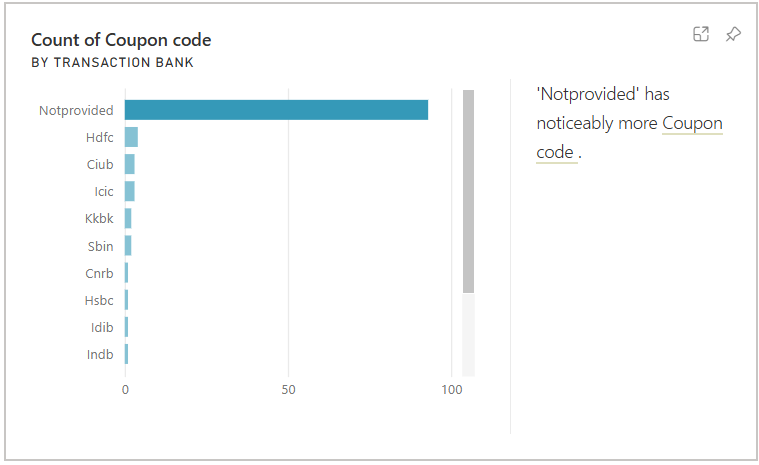 Count of Coupon code
BY TRANSACTION BANK
Notprovided
Hdfc
Ciub
Icic
Kkbk
Sbin
Cnrb
Hsbc
Idib
Indb
0 50 100
'Notprovided' has
noticeably more Coupon
code .